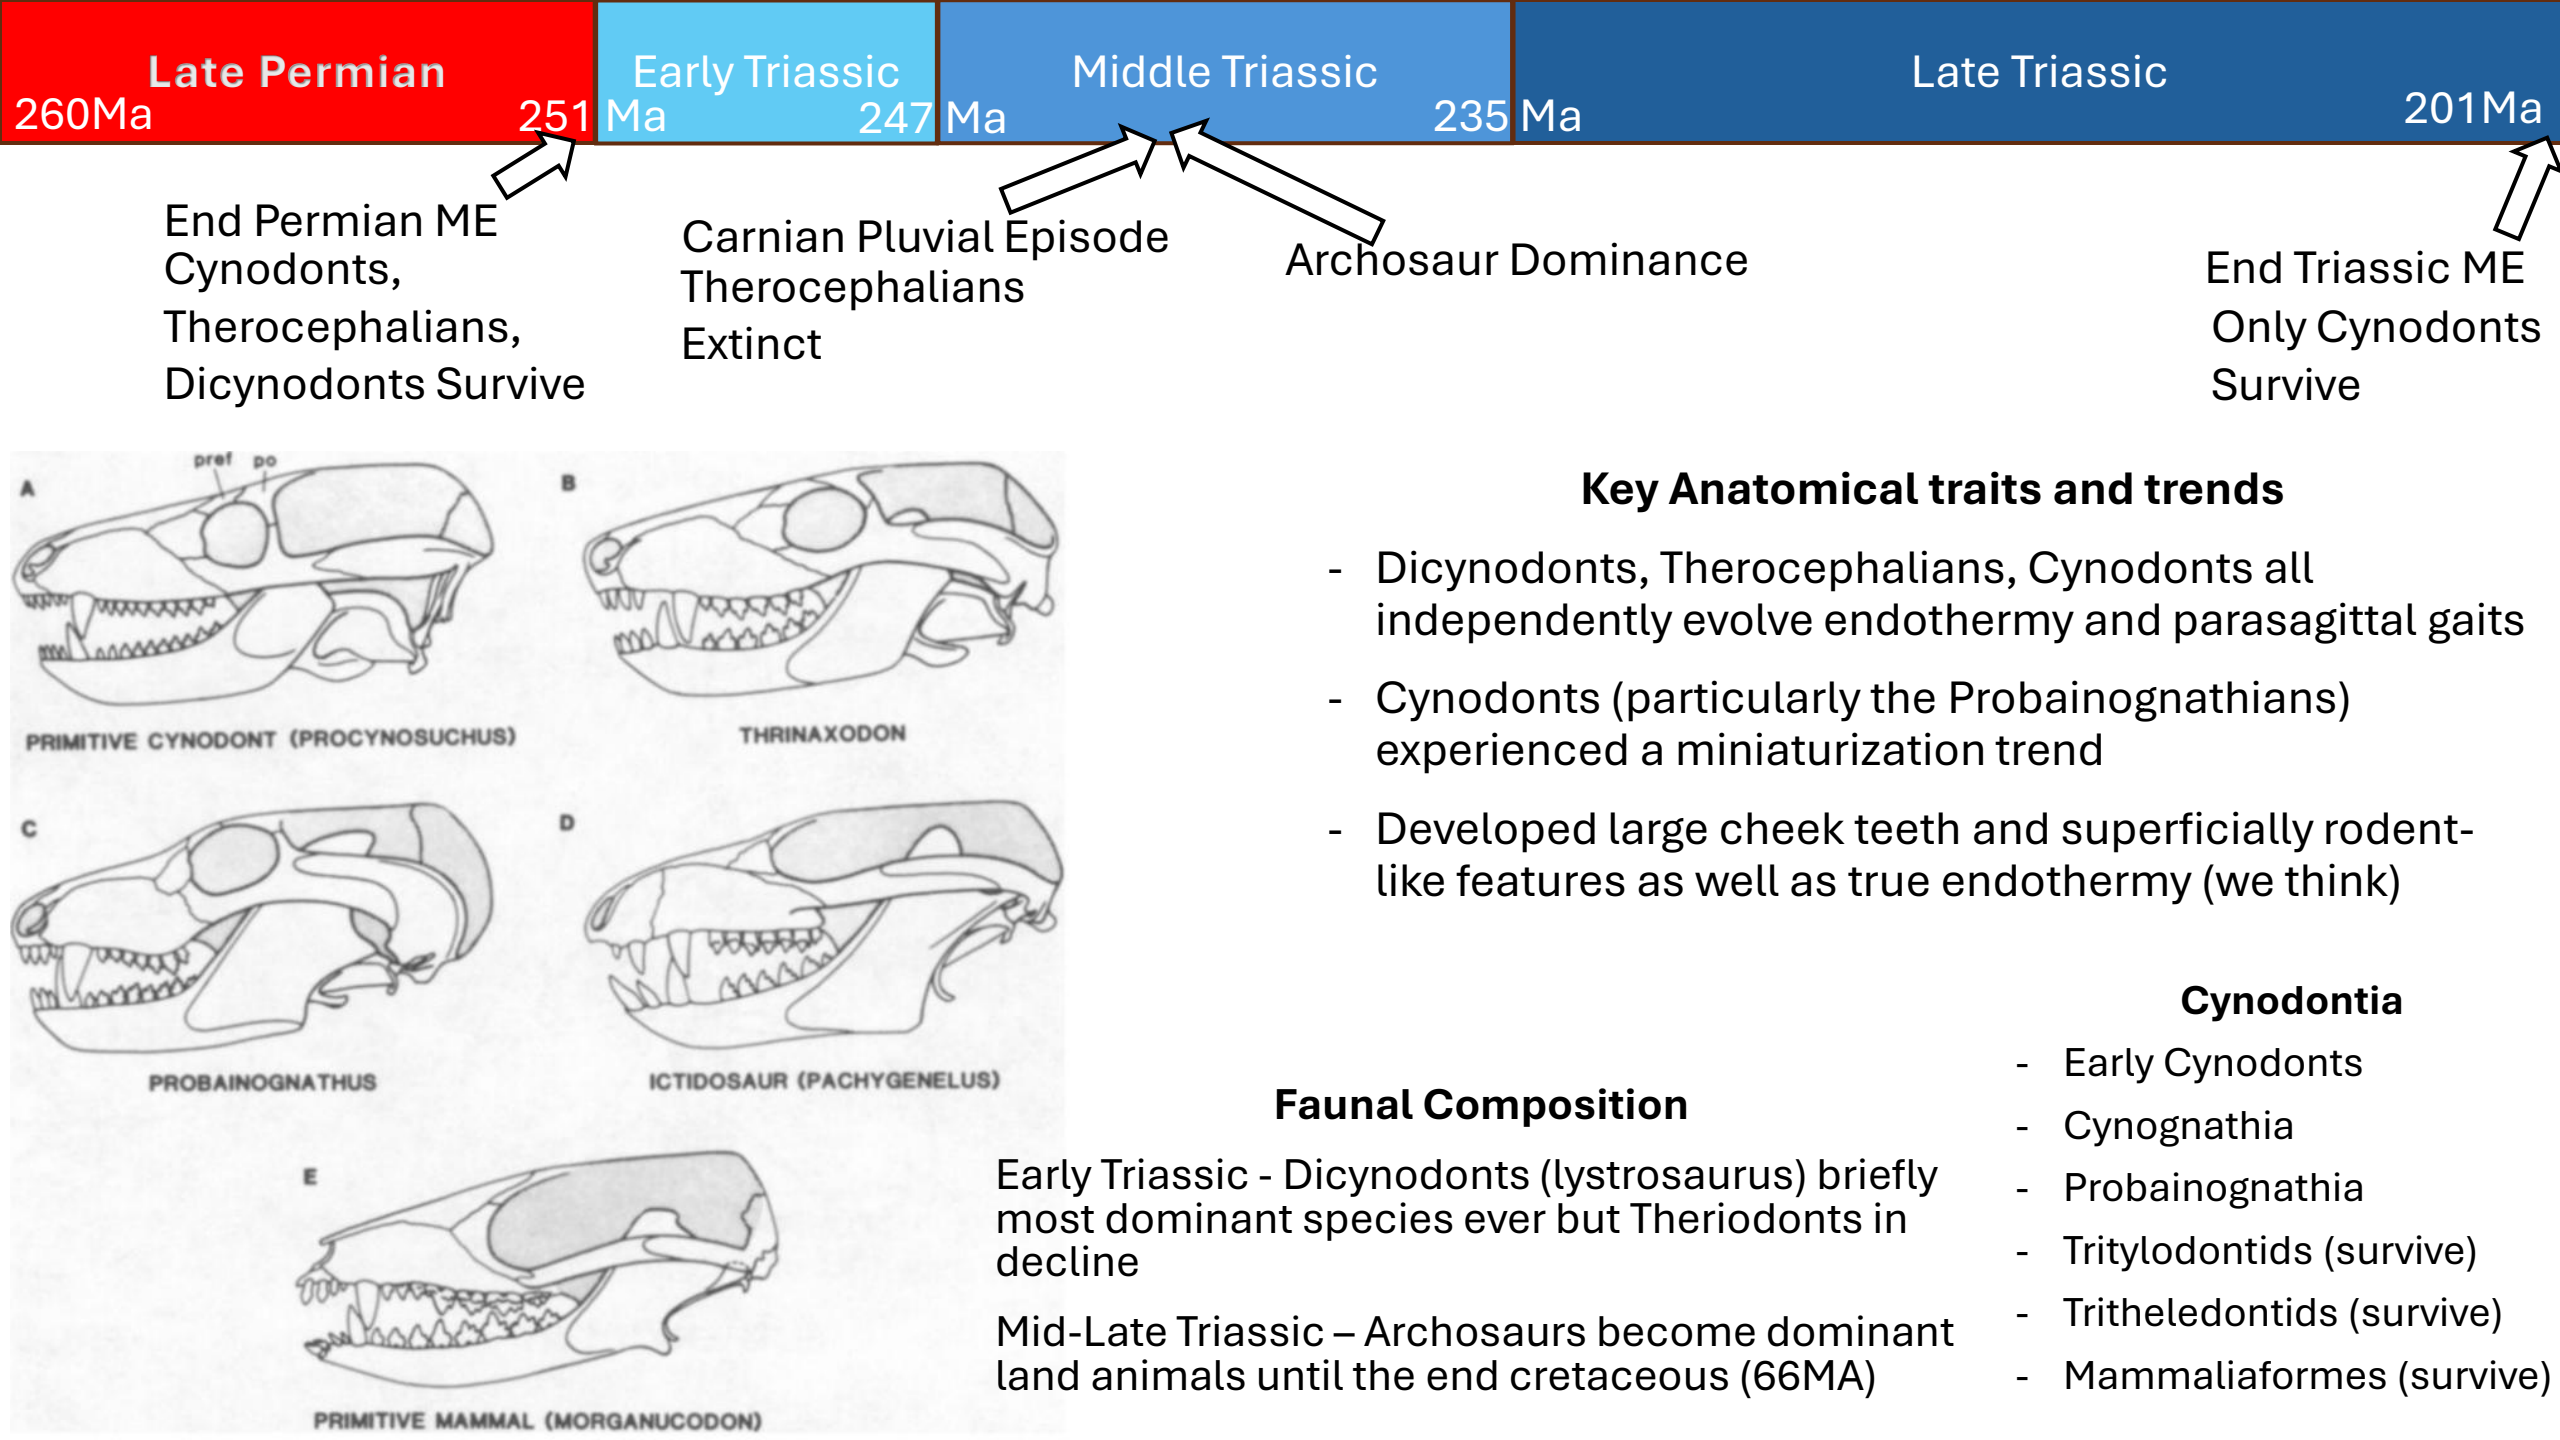 Late Permian
260Ma 251
Early Triassic
Ma 247
Middle Triassic
Ma 235
Late Triassic
Ma 201Ma
End Permian ME
Cynodonts,
Therocephalians,
Dicynodonts Survive
Carnian Pluvial Episode
Therocephalians
Extinct
Archosaur Dominance
End Triassic ME
Only Cynodonts
Survive
pref po
A
B
PRIMITIVE CYNODONT (PROCYNOSUCHUS)
THRINAXODON
C
D
PROBAINOGNATHUS
ICTIDOSAUR (PACHYGENELUS)
E
PRIMITIVE MAMMAL (MORGANUCODON)
Key Anatomical traits and trends
- Dicynodonts, Therocephalians, Cynodonts all
independently evolve endothermy and parasagittal gaits
- Cynodonts (particularly the Probainognathians)
experienced a miniaturization trend
- Developed large cheek teeth and superficially rodent-
like features as well as true endothermy (we think)
Faunal Composition
Early Triassic - Dicynodonts (lystrosaurus) briefly
most dominant species ever but Theriodonts in
decline
Mid-Late Triassic – Archosaurs become dominant
land animals until the end cretaceous (66MA)
Cynodontia
- Early Cynodonts
- Cynognathia
- Probainognathia
- Tritylodontids (survive)
- Tritheledontids (survive)
- Mammaliaformes (survive)